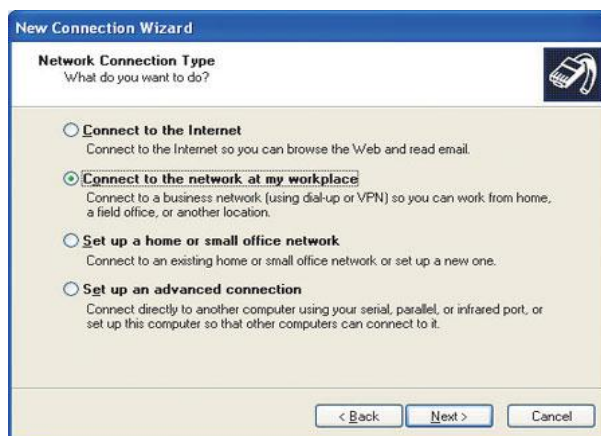 New Connection Wizard
Network Connection Type
What do you want to do?
Connect to the Internet
Connect to the Internet so you can browse the Web and read email.
Connect to the network at my workplace
Connect to a business network (using dial-up or VPN) so you can work from home,
a field office, or another location.
Set up a home or small office network
Connect to an existing home or small office network or set up a new one.
Set up an advanced connection
Connect directly to another computer using your serial, parallel, or infrared port, or
set up this computer so that other computers can connect to it.
< Back Next > Cancel